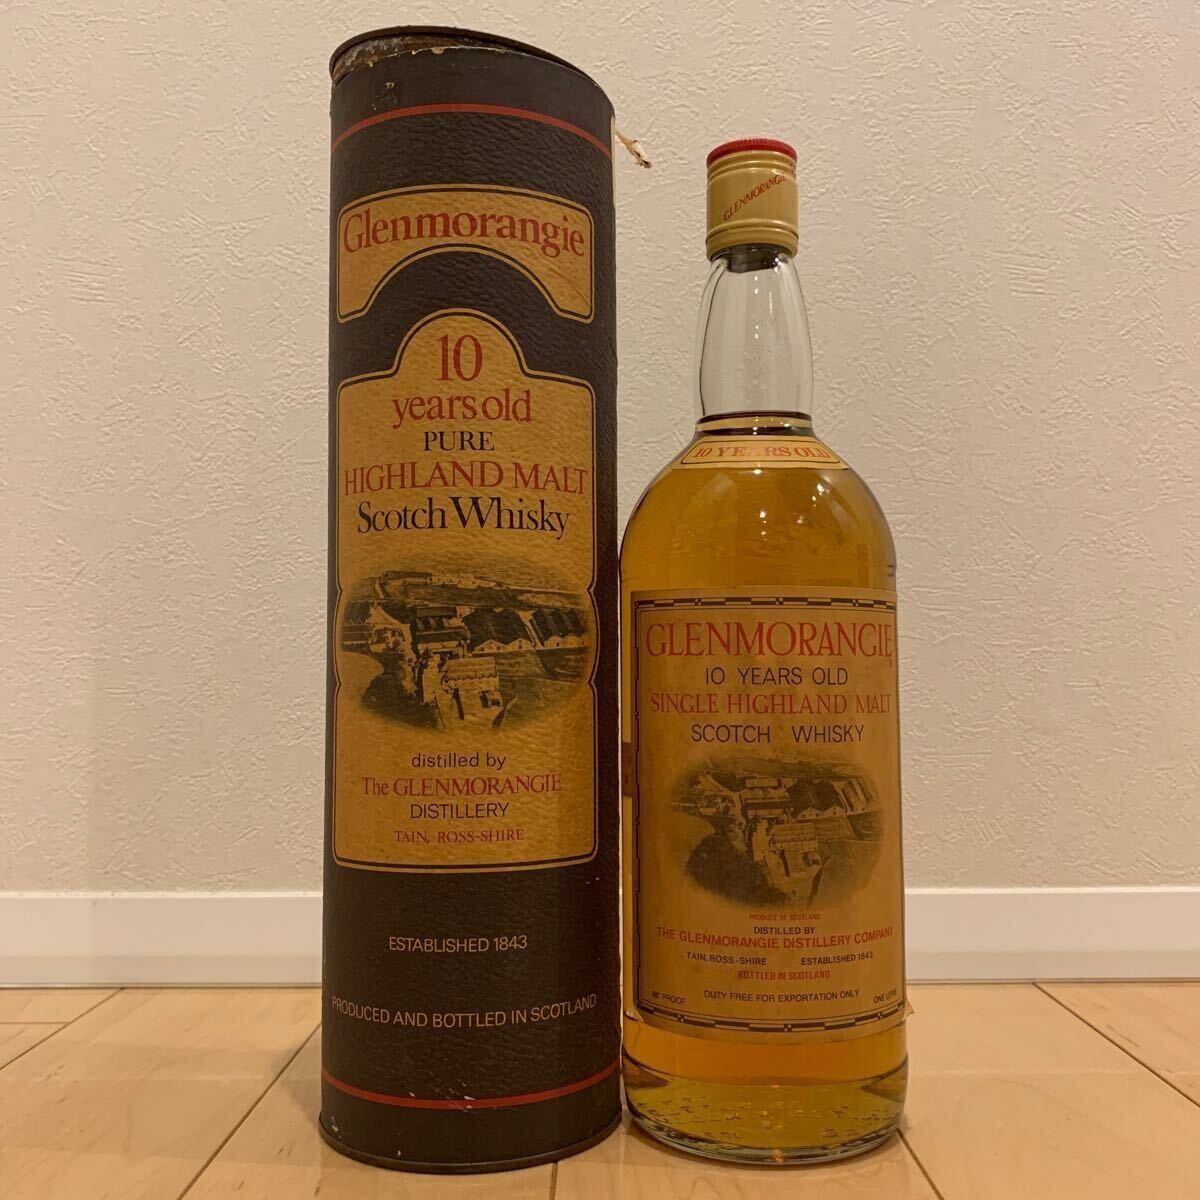 Glenmorangie
10
years old
PURE
HIGHLAND MALT
Scotch Whisky
distilled by
The GLENMORANGIE
DISTILLERY
TAIN, ROSS-SHIRE
ESTABLISHED 1843
PRODUCED AND BOTTLED IN SCOTLAND
GLENMORANGIE
10 YEARS OLD
GLENMORANGIE
10 YEARS OLD
SINGLE HIGHLAND MALT
SCOTCH WHISKY
PRODUCE OF SCOTLAND
DISTILLED BY
THE GLENMORANGIE DISTILLERY COMPANY
TAIN, ROSS-SHIRE ESTABLISHED 1843
BOTTLED IN SCOTLAND
PROOF DUTY FREE FOR EXPORTATION ONLY ONE LITRE